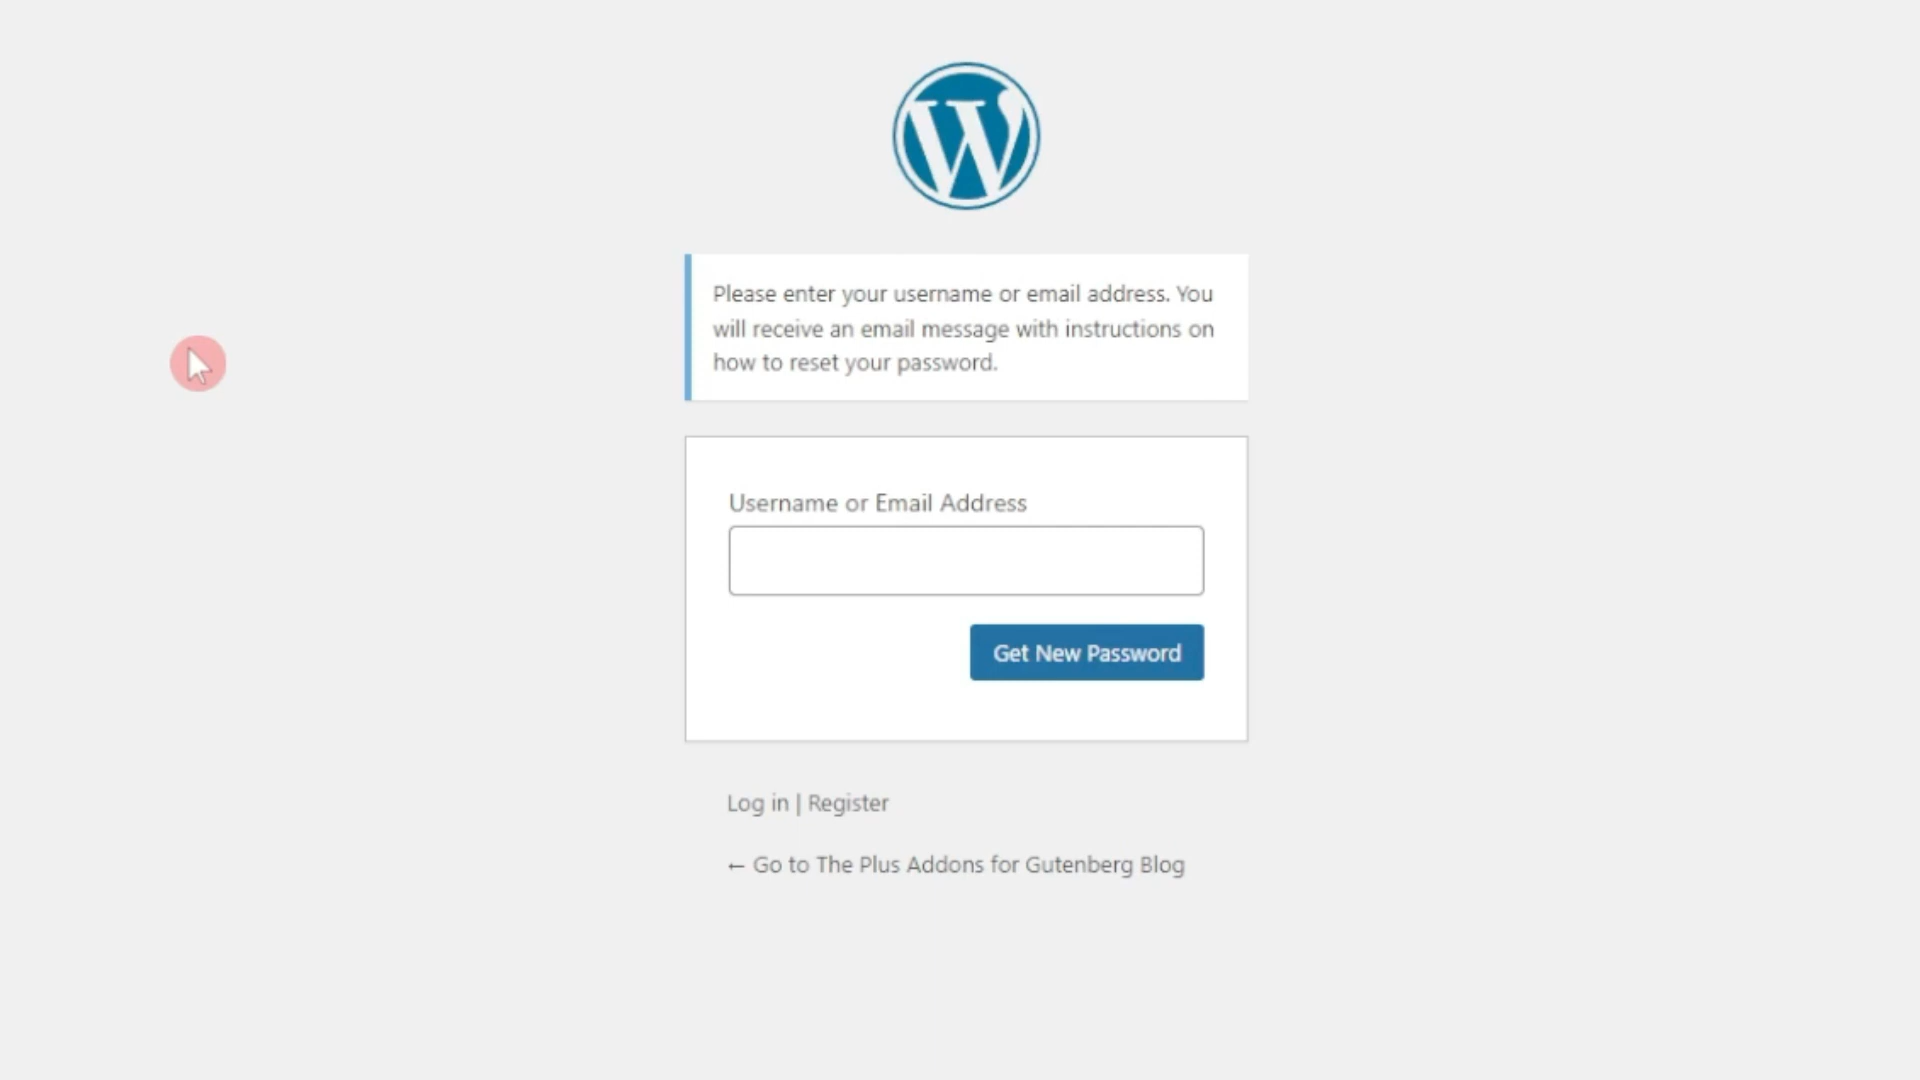 Please enter your username or email address. You
will receive an email message with instructions on
how to reset your password.
Username or Email Address
Get New Password
Log in | Register
← Go to The Plus Addons for Gutenberg Blog